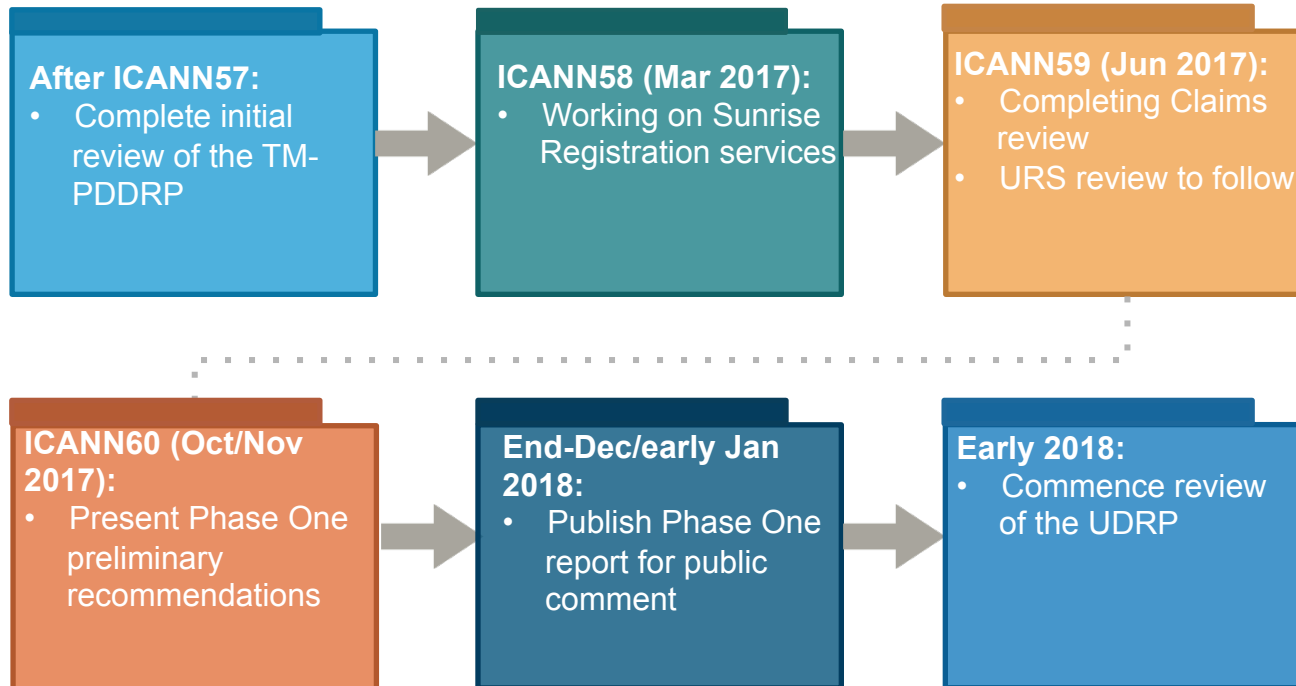 After ICANN57:
• Complete initial
review of the TM-
PDDRP
ICANN58 (Mar 2017):
• Working on Sunrise
Registration services
ICANN59 (Jun 2017):
• Completing Claims
review
• URS review to follow
ICANN60 (Oct/Nov
2017):
• Present Phase One
preliminary
recommendations
End-Dec/early Jan
2018:
• Publish Phase One
report for public
comment
Early 2018:
• Commence review
of the UDRP